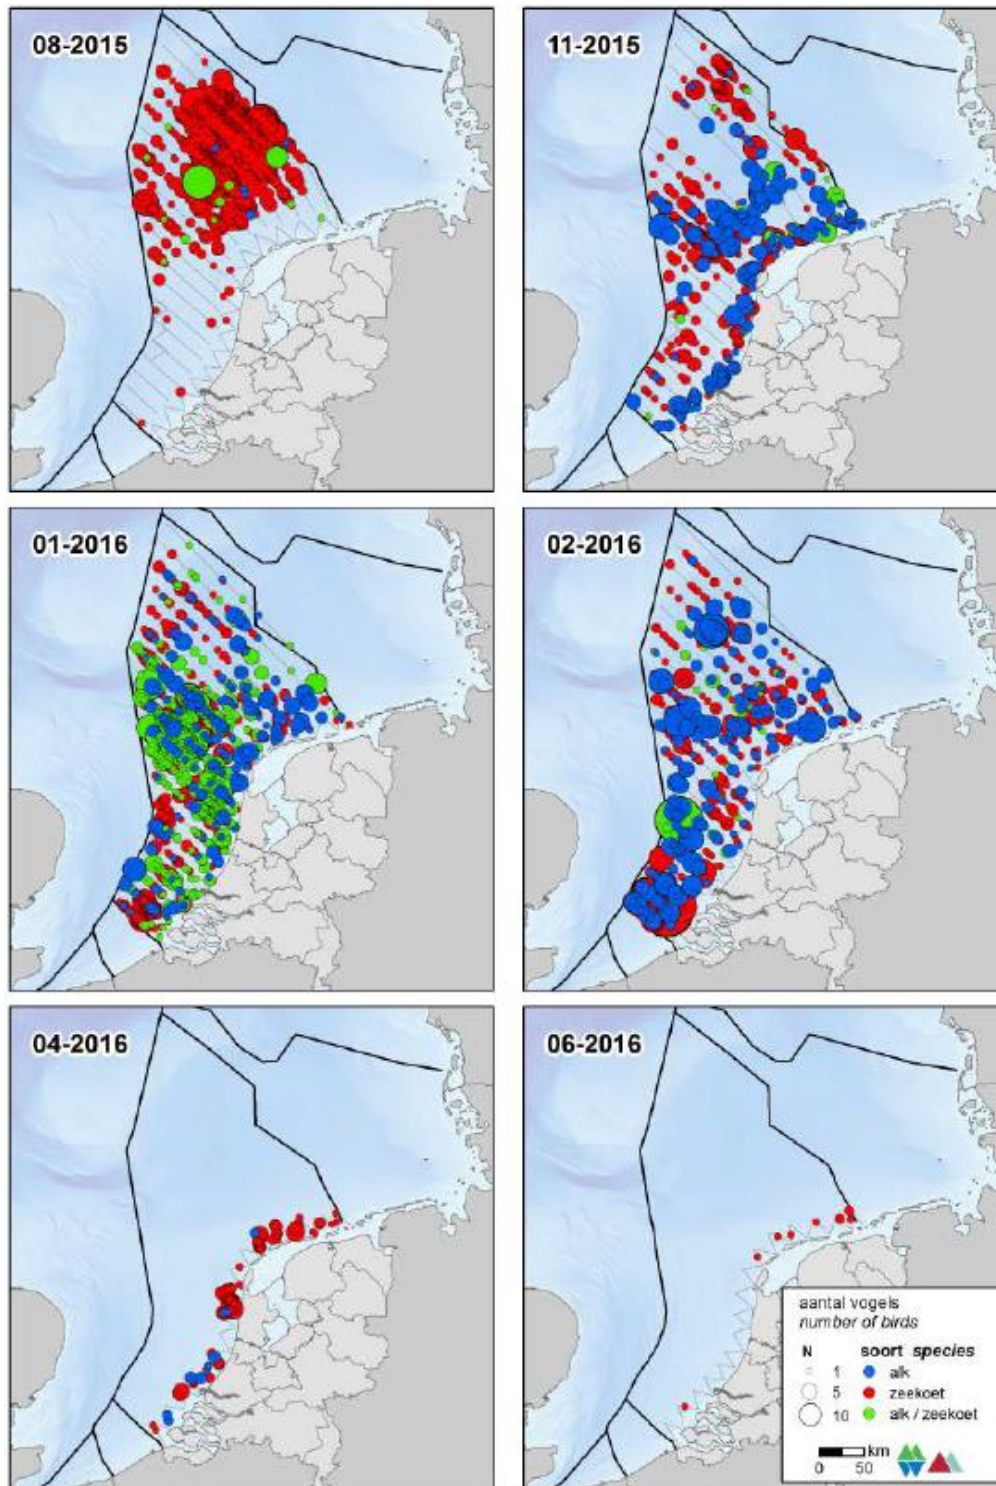 08-2015
11-2015
01-2016
02-2016
04-2016
06-2016
aantal vogels
number of birds
N soort species
1 alk
5 zeekoet
10 alk / zeekoet
km
0 50